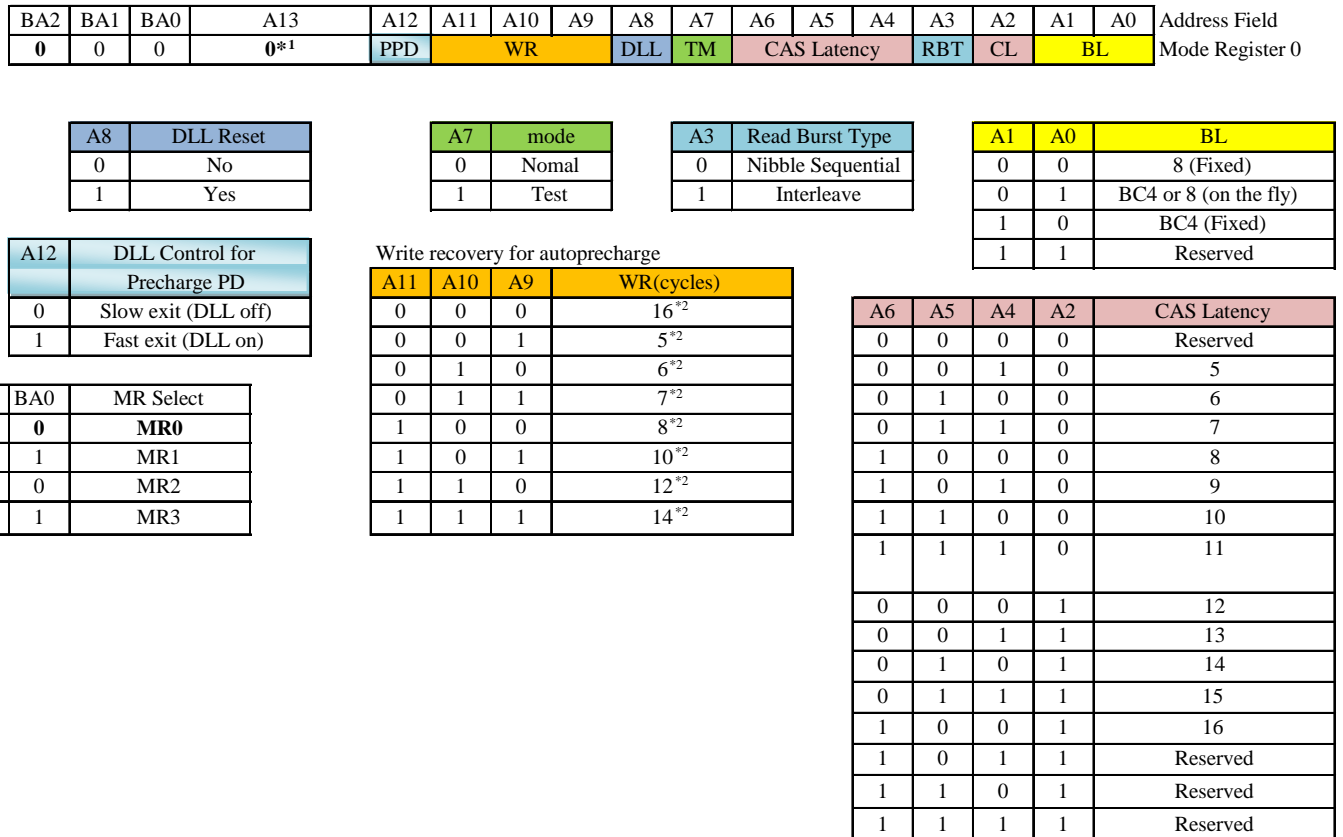 BA2 BA1 BA0 A13 A12 A11 A10 A9 A8 A7 A6 A5 A4 A3 A2 A1 A0 Address Field
0 0 0 0*1 PPD WR DLL TM CAS Latency RBT CL BL Mode Register 0
A8 DLL Reset
0 No
1 Yes
A7 mode
0 Nomal
1 Test
A3 Read Burst Type
0 Nibble Sequential
1 Interleave
A1 A0 BL
0 0 8 (Fixed)
0 1 BC4 or 8 (on the fly)
1 0 BC4 (Fixed)
1 1 Reserved
A12 DLL Control for
Precharge PD
0 Slow exit (DLL off)
1 Fast exit (DLL on)
BA0 MR Select
0 MR0
1 MR1
0 MR2
1 MR3
Write recovery for autoprecharge
A11 A10 A9 WR(cycles)
0 0 0 16*2
0 0 1 5*2
0 1 0 6*2
0 1 1 7*2
1 0 0 8*2
1 0 1 10*2
1 1 0 12*2
1 1 1 14*2
A6 A5 A4 A2 CAS Latency
0 0 0 0 Reserved
0 0 1 0 5
0 1 0 0 6
0 1 1 0 7
1 0 0 0 8
1 0 1 0 9
1 1 0 0 10
1 1 1 0 11
0 0 0 1 12
0 0 1 1 13
0 1 0 1 14
0 1 1 1 15
1 0 0 1 16
1 0 1 1 Reserved
1 1 0 1 Reserved
1 1 1 1 Reserved